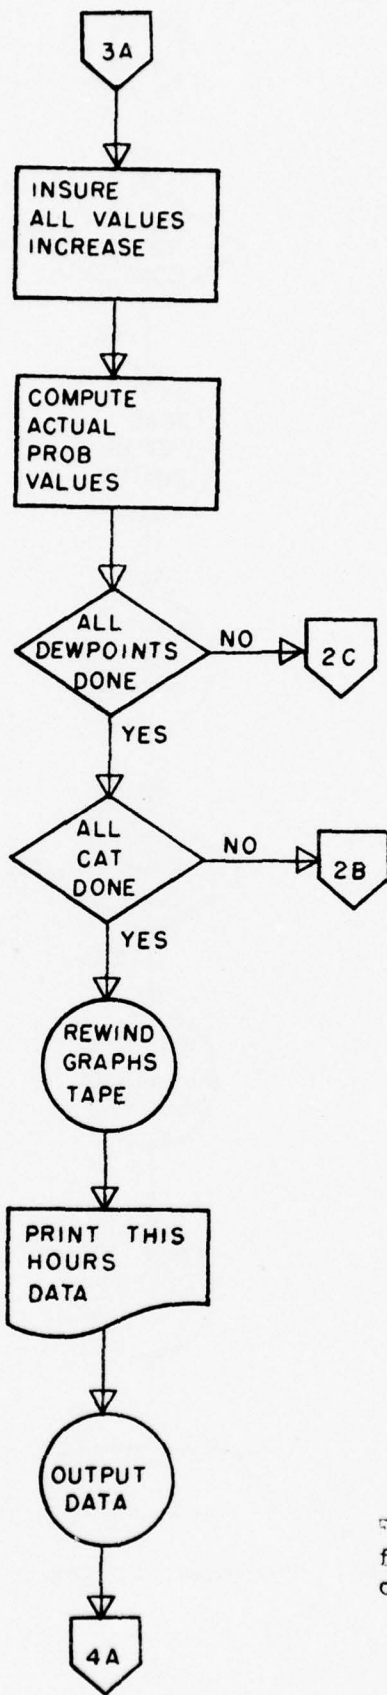 3A
INSURE
ALL VALUES
INCREASE
COMPUTE
ACTUAL
PROB
VALUES
ALL
DEWPOINTS
DONE
NO
2C
YES
ALL
CAT
DONE
NO
2B
YES
REWIND
GRAPHS
TAPE
PRINT THIS
HOURS
DATA
OUTPUT
DATA
4A